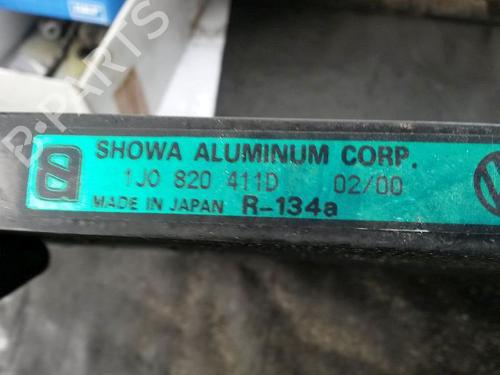 B-PARTS
SHOWA ALUMINUM CORP.
1J0 820 411D 02/00
MADE IN JAPAN R-134a